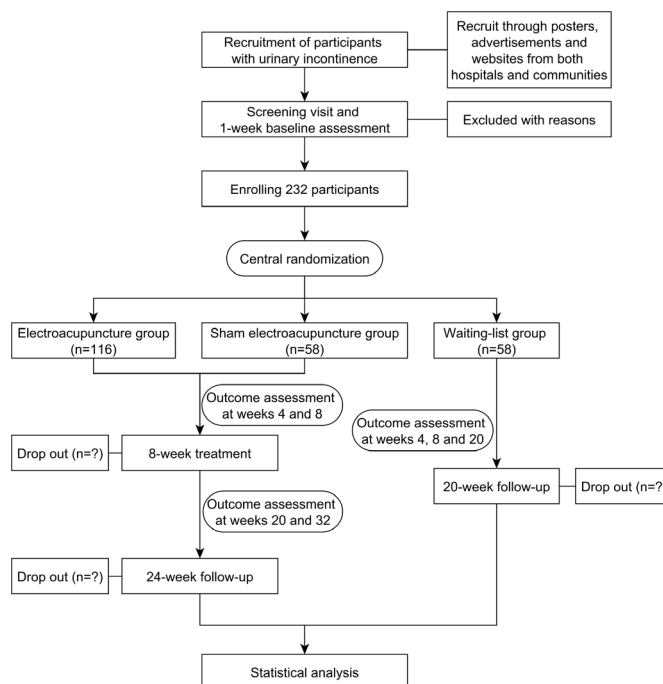 Recruitment of participants
with urinary incontinence
Recruit through posters,
advertisements and
websites from both
hospitals and communities
Screening visit and
1-week baseline assessment
Excluded with reasons
Enrolling 232 participants
Central randomization
Electroacupuncture group
(n=116)
Sham electroacupuncture group
(n=58)
Waiting-list group
(n=58)
Outcome assessment
at weeks 4 and 8
Outcome assessment
at weeks 4, 8 and 20
Drop out (n=?)
8-week treatment
20-week follow-up
Drop out (n=?
Outcome assessment
at weeks 20 and 32
Drop out (n=?)
24-week follow-up
Statistical analysis